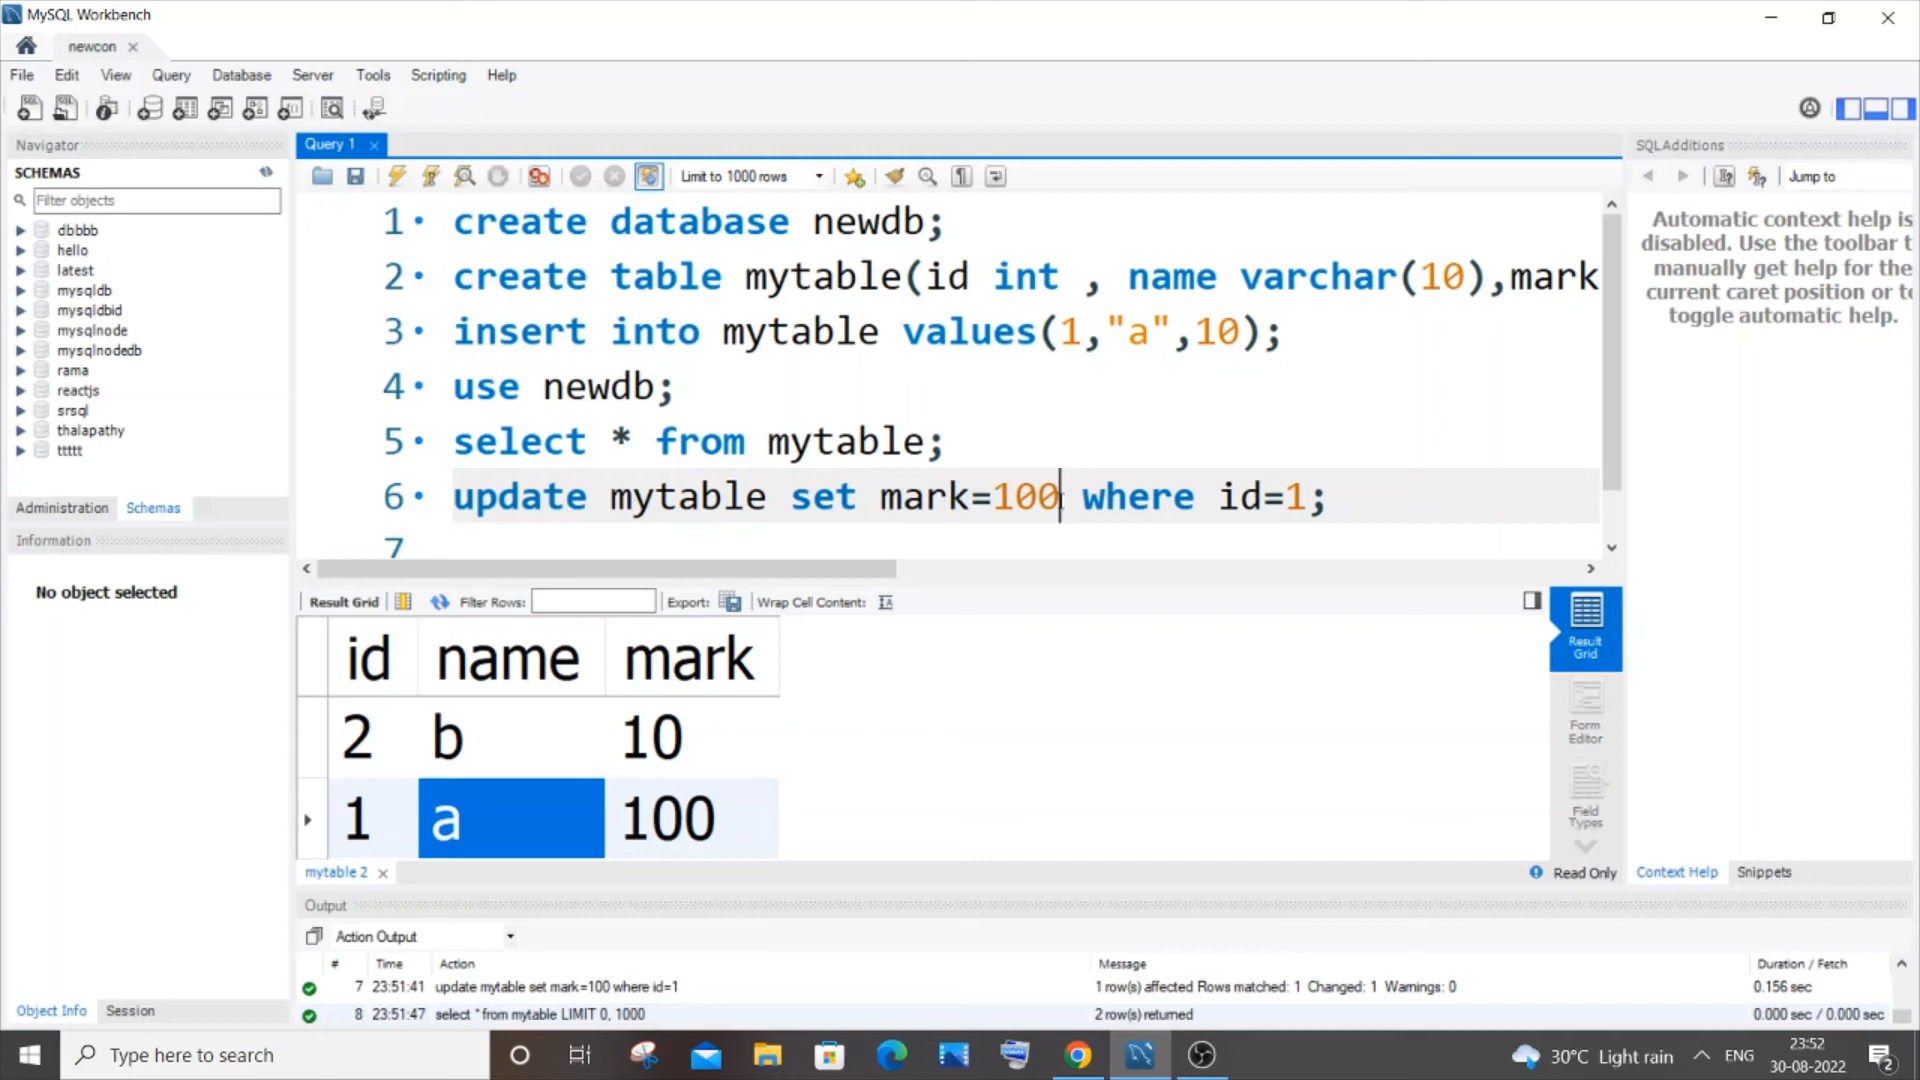 MySQL Workbench
newcon
File Edit View Query Database Server Tools Scripting Help
Navigator
SCHEMAS
Filter objects
dbbbb
hello
latest
mysqldb
mysqldbid
mysqlnode
mysqlnodedb
rama
reactjs
srsql
thalapathy
ttttt
Administration Schemas
Information
No object selected
Object Info Session
Query 1
Limit to 1000 rows
1 create database newdb;
2 create table mytable(id int , name varchar(10),mark
3 insert into mytable values(1,"a",10);
4 use newdb;
5 select * from mytable;
6 update mytable set mark=100 where id=1;
7
Result Grid Filter Rows: Export: Wrap Cell Content:
id name mark
2 b 10
1 a 100
Result Grid
Form Editor
Field Types
mytable 2
Read Only
SQLAdditions
Jump to
Automatic context help is
disabled. Use the toolbar t
manually get help for the
current caret position or to
toggle automatic help.
Context Help Snippets
Output
Action Output
# Time Action Message Duration / Fetch
7 23:51:41 update mytable set mark=100 where id=1 1 row(s) affected Rows matched: 1 Changed: 1 Warnings: 0 0.156 sec
8 23:51:47 select * from mytable LIMIT 0, 1000 2 row(s) returned 0.000 sec / 0.000 sec
Type here to search
30°C Light rain
ENG
23:52
30-08-2022
2